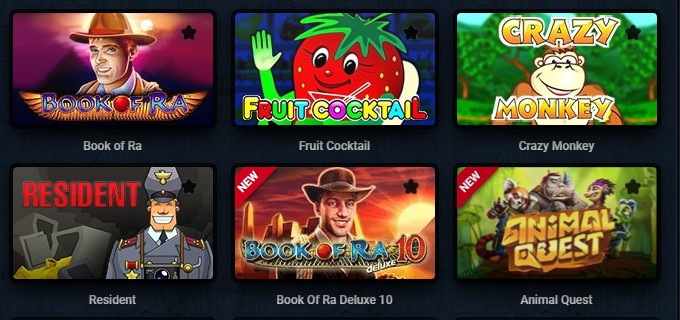 BOOK OF RA
Book of Ra
FRUIT COCKTAIL
Fruit Cocktail
CRAZY
MONKEY
Crazy Monkey
RESIDENT
Resident
NEW
BOOK OF RA 10
deluxe
Book Of Ra Deluxe 10
NEW
ANIMAL
QUEST
Animal Quest